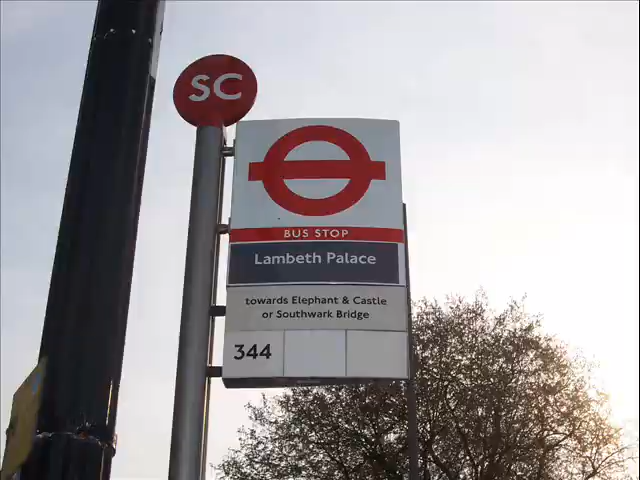 SC
BUS STOP
Lambeth Palace
towards Elephant & Castle
or Southwark Bridge
344